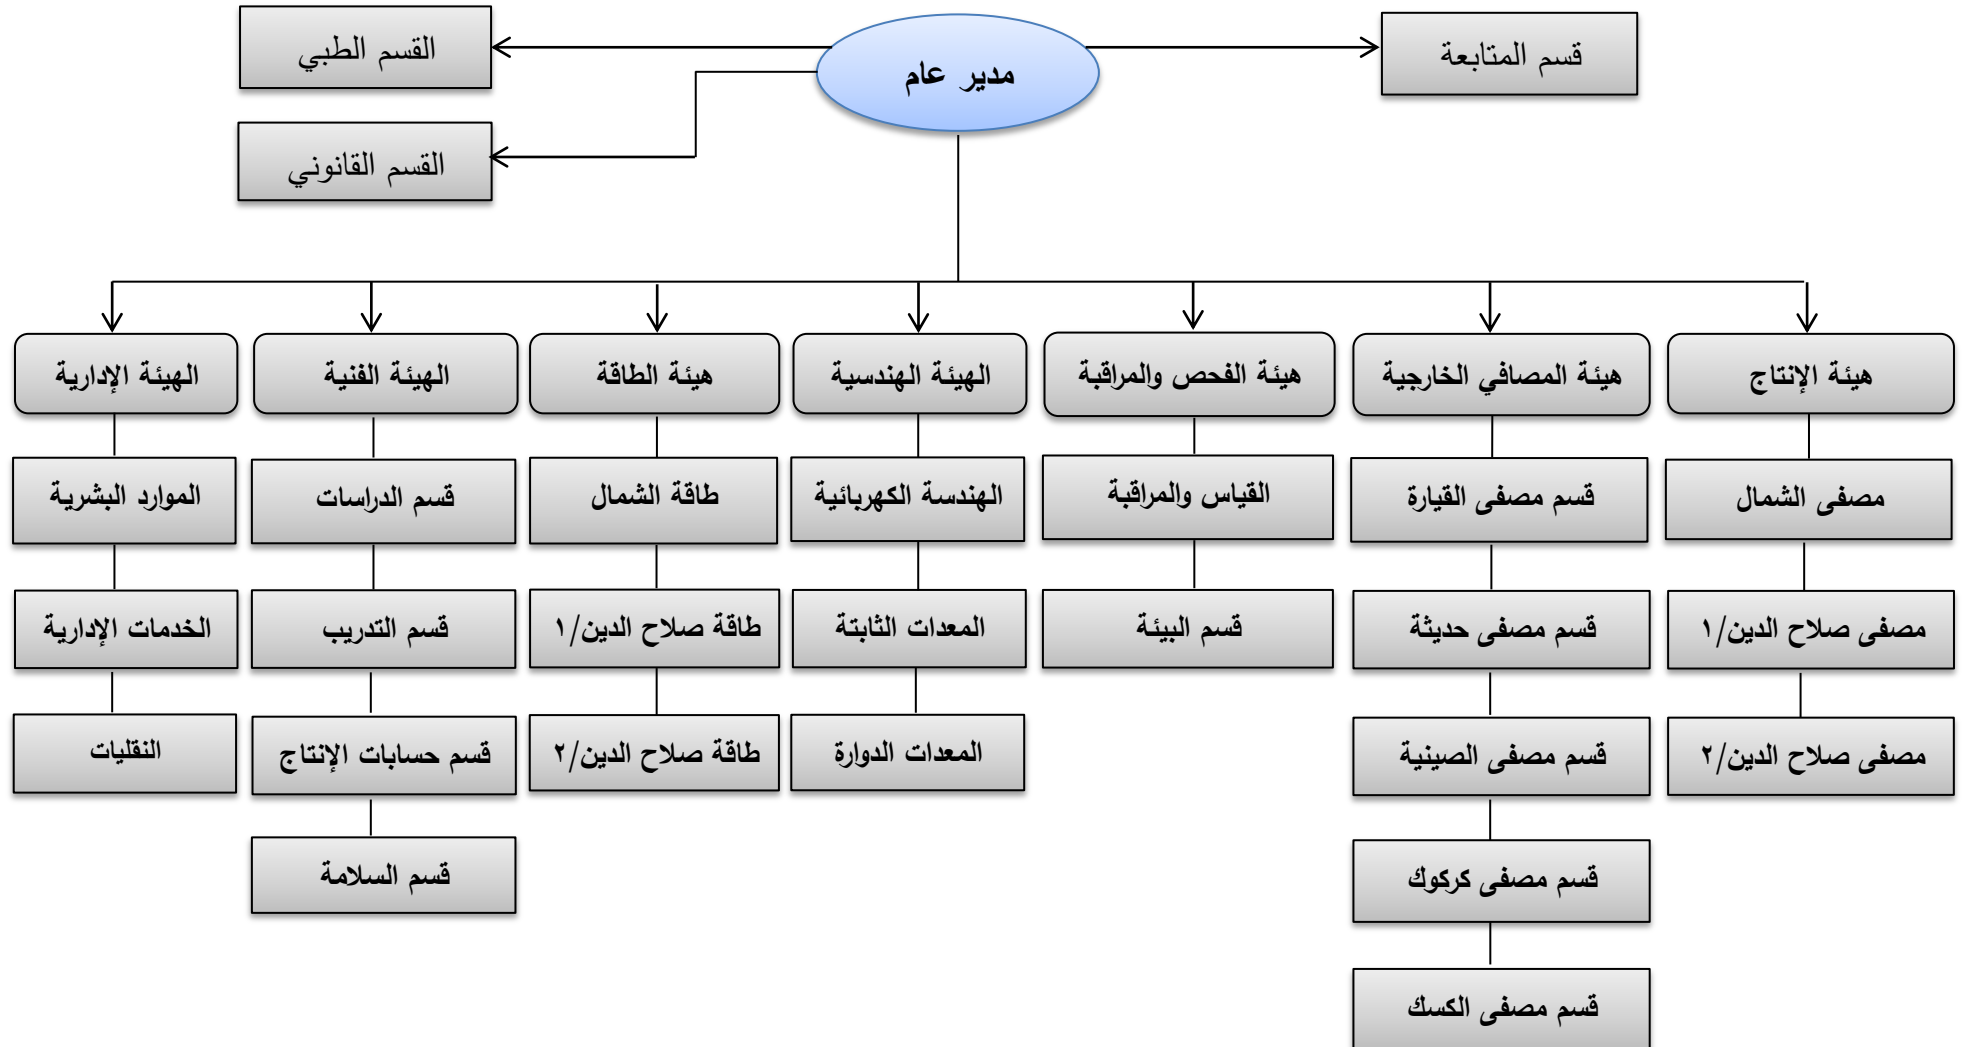 مدير عام
قسم المتابعة
القسم الطبي
القسم القانوني
هيئة الإنتاج
هيئة المصافي الخارجية
هيئة الفحص والمراقبة
الهيئة الهندسية
هيئة الطاقة
الهيئة الفنية
الهيئة الإدارية
مصفى الشمال
قسم مصفى القيارة
القياس والمراقبة
الهندسة الكهربائية
طاقة الشمال
قسم الدراسات
الموارد البشرية
مصفى صلاح الدين/١
قسم مصفى حديثة
قسم البيئة
المعدات الثابتة
طاقة صلاح الدين/١
قسم التدريب
الخدمات الإدارية
مصفى صلاح الدين/٢
قسم مصفى الصينية
المعدات الدوارة
طاقة صلاح الدين/٢
قسم حسابات الإنتاج
النقليات
قسم مصفى كركوك
قسم السلامة
قسم مصفى الكسك